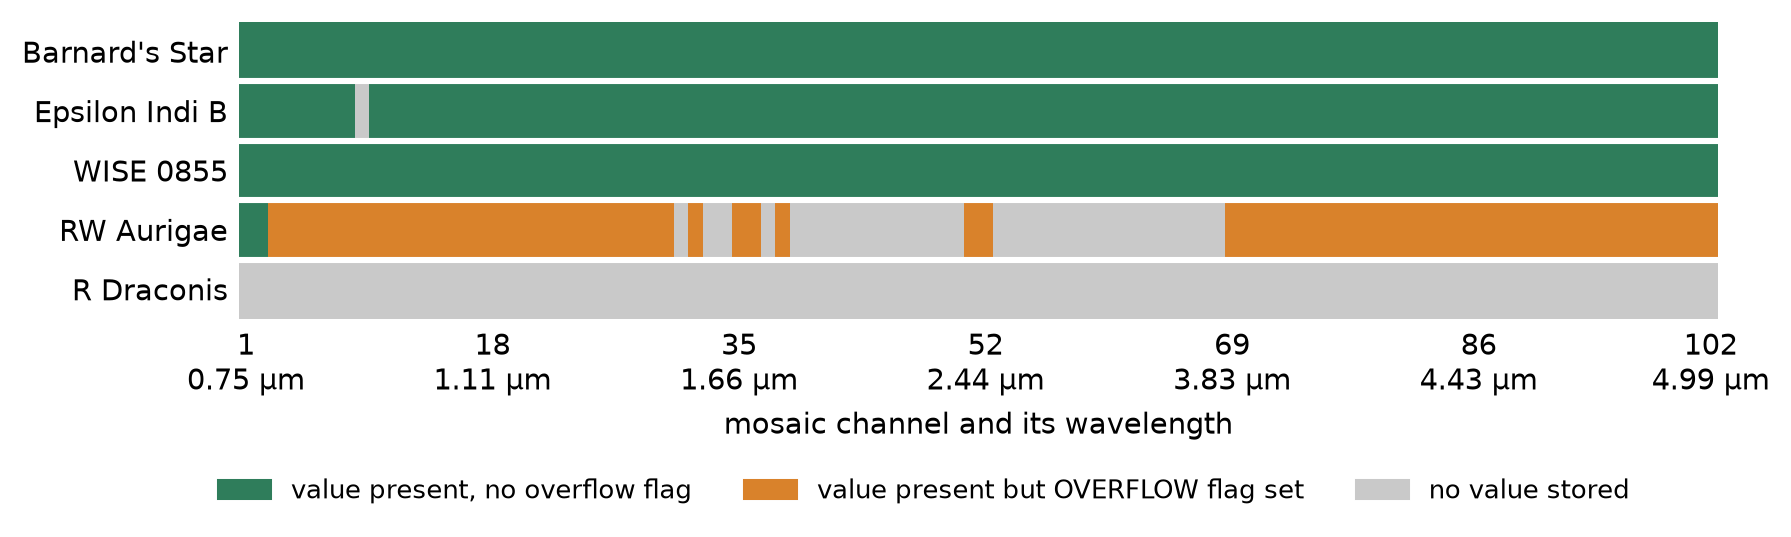 Barnard's Star
Epsilon Indi B
WISE 0855
RW Aurigae
R Draconis
1 18 35 52 69 86 102
0.75 µm 1.11 µm 1.66 µm 2.44 µm 3.83 µm 4.43 µm 4.99 µm
mosaic channel and its wavelength
value present, no overflow flag value present but OVERFLOW flag set no value stored